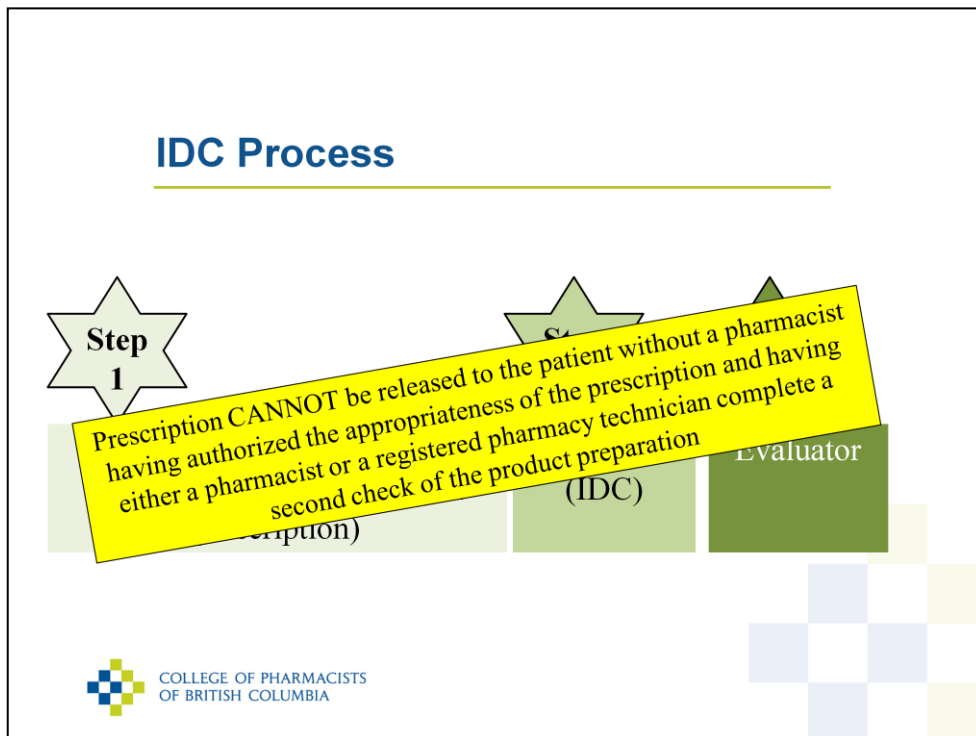 IDC Process
Step
1
Prescription CANNOT be released to the patient without a pharmacist
having authorized the appropriateness of the prescription and having
either a pharmacist or a registered pharmacy technician complete a
second check of the product preparation
Evaluator
(IDC)
COLLEGE OF PHARMACISTS
OF BRITISH COLUMBIA